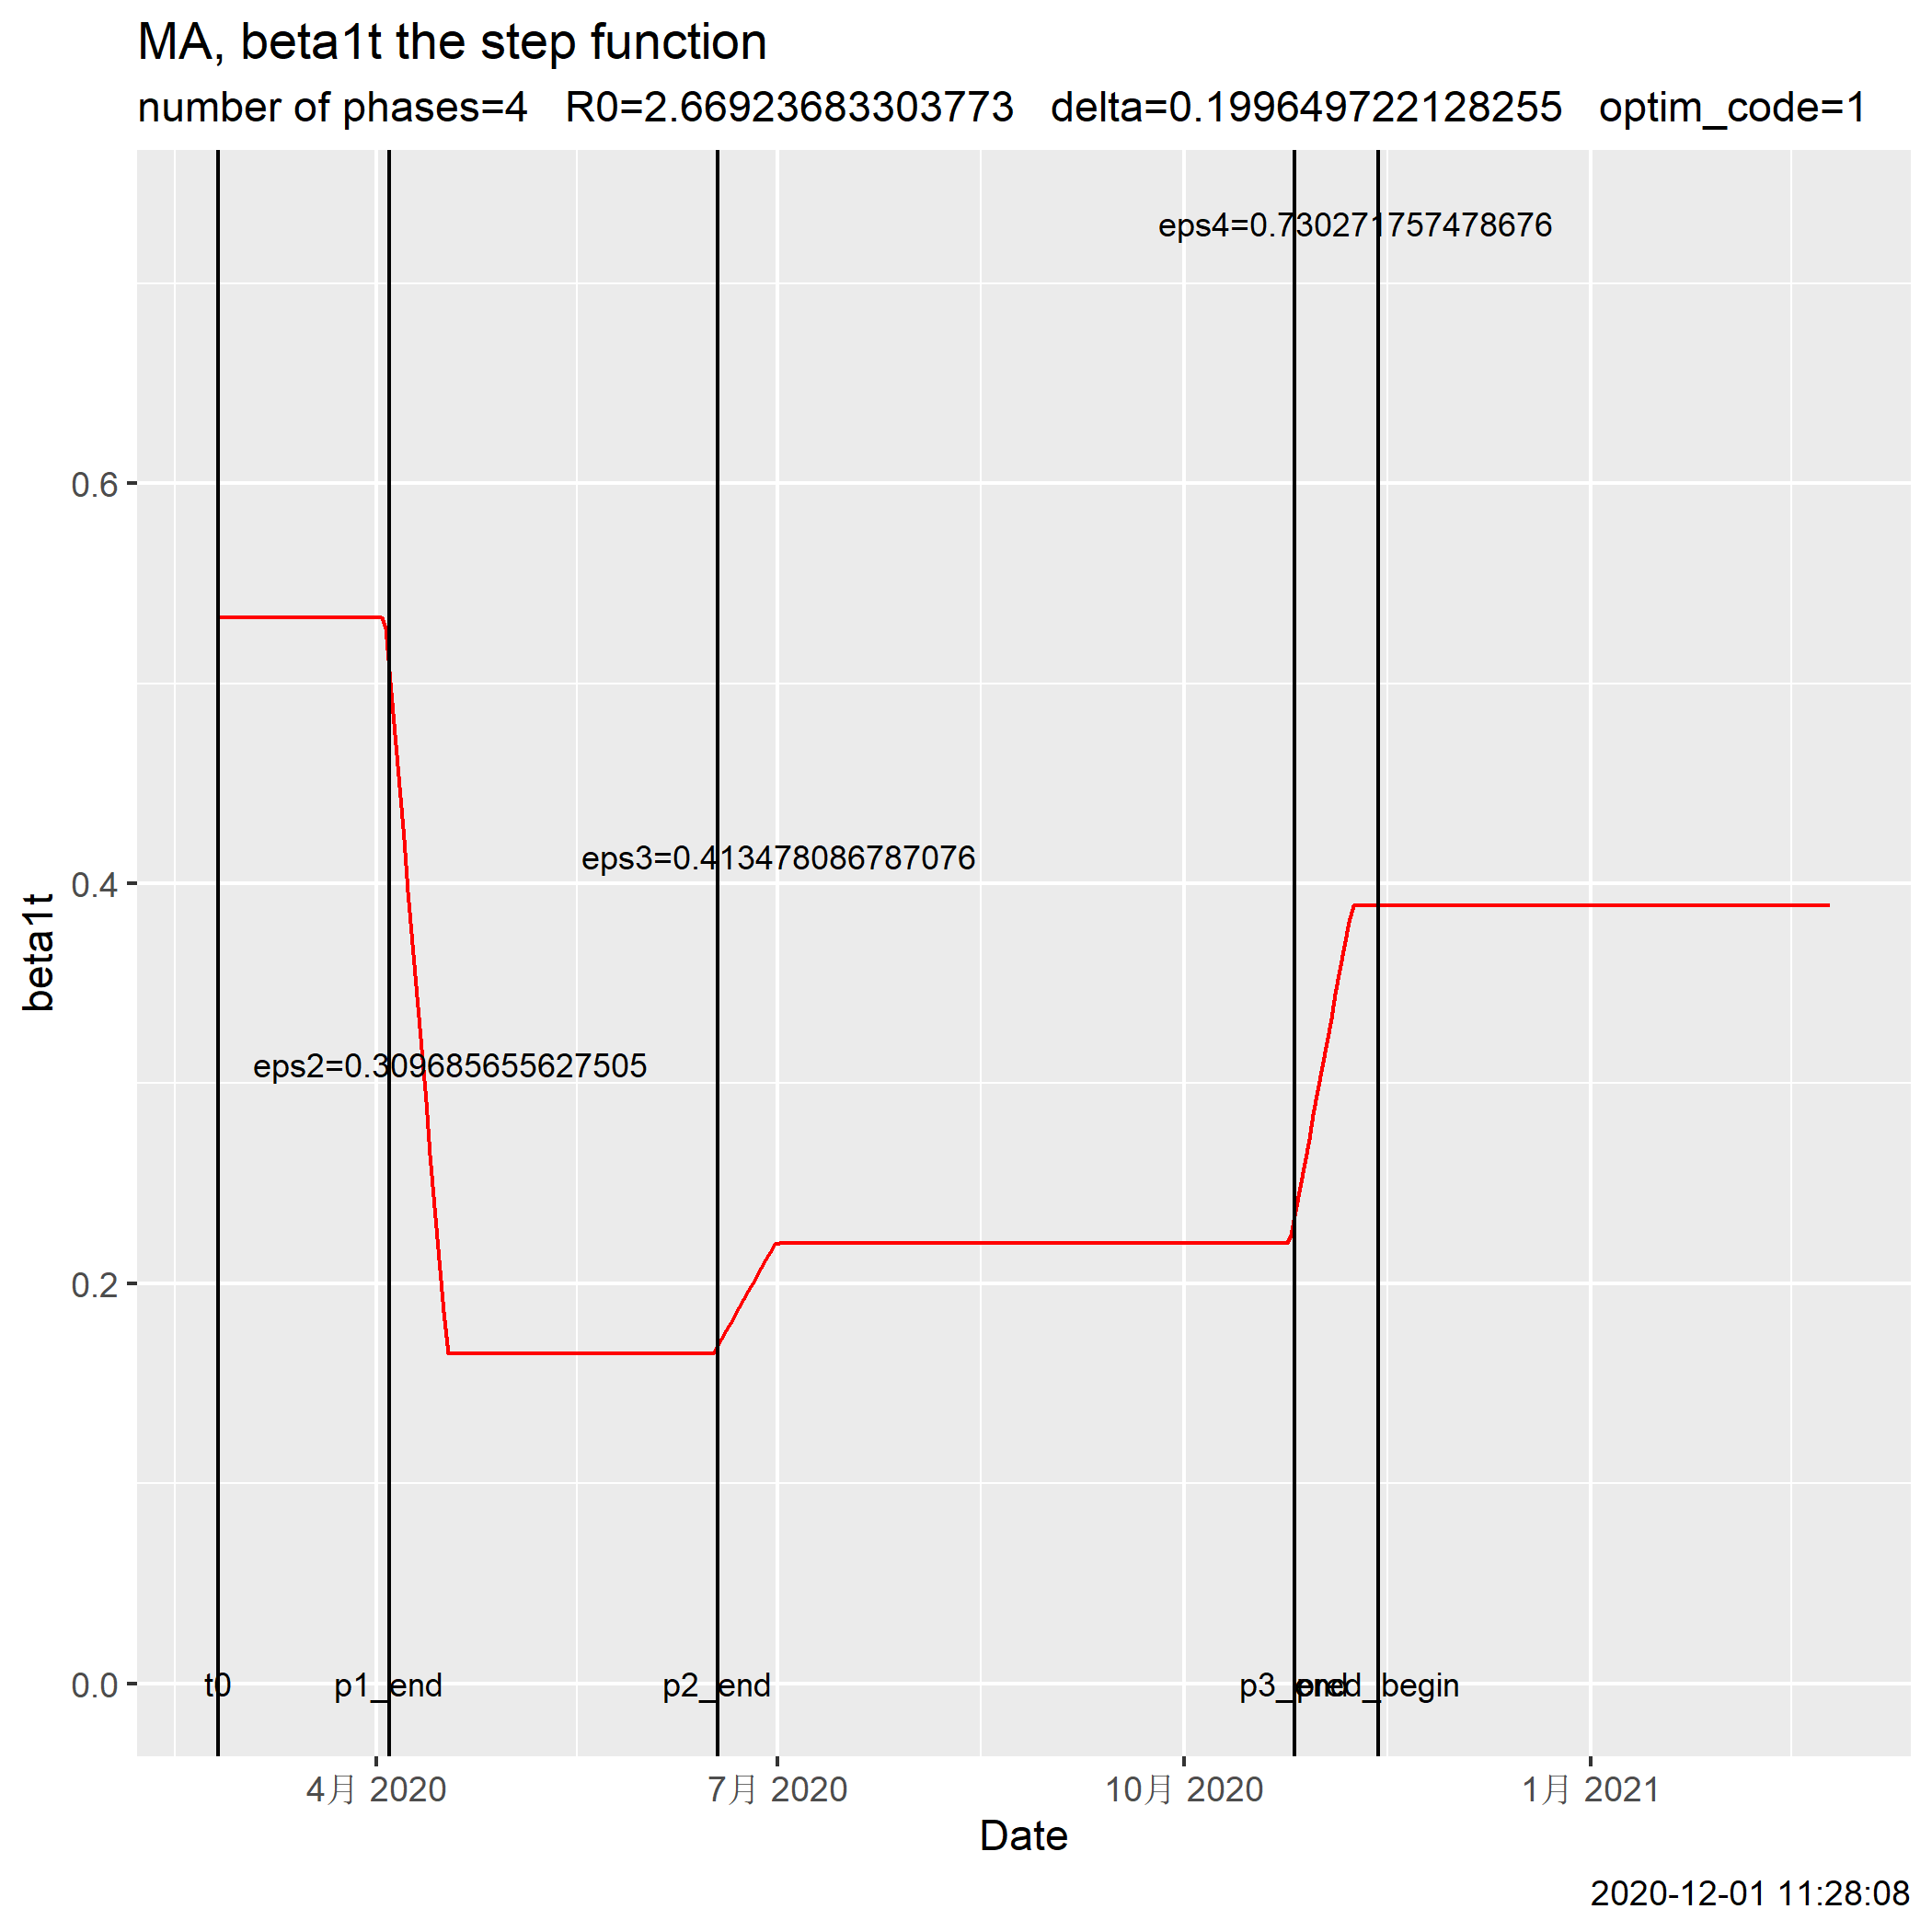 MA, beta1t the step function
number of phases=4 R0=2.66923683303773 delta=0.199649722128255 optim_code=1
eps4=0.730271757478676
0.6
eps3=0.413478086787076
0.4
beta1t
eps2=0.309685655627505
0.2
0.0
t0
p1_end
p2_end
p3_end
pred_begin
4月 2020
7月 2020
10月 2020
1月 2021
Date
2020-12-01 11:28:08